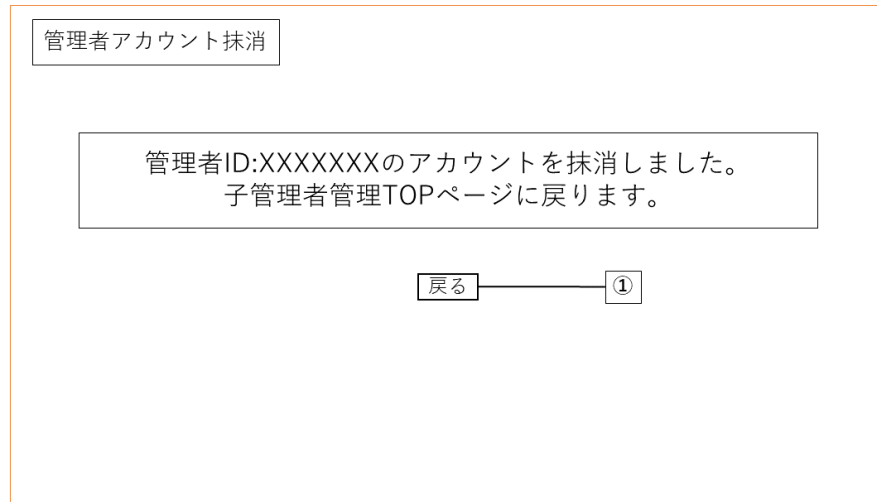 管理者アカウント抹消
管理者ID:XXXXXXXのアカウントを抹消しました。
子管理者管理TOPページに戻ります。
戻る
①